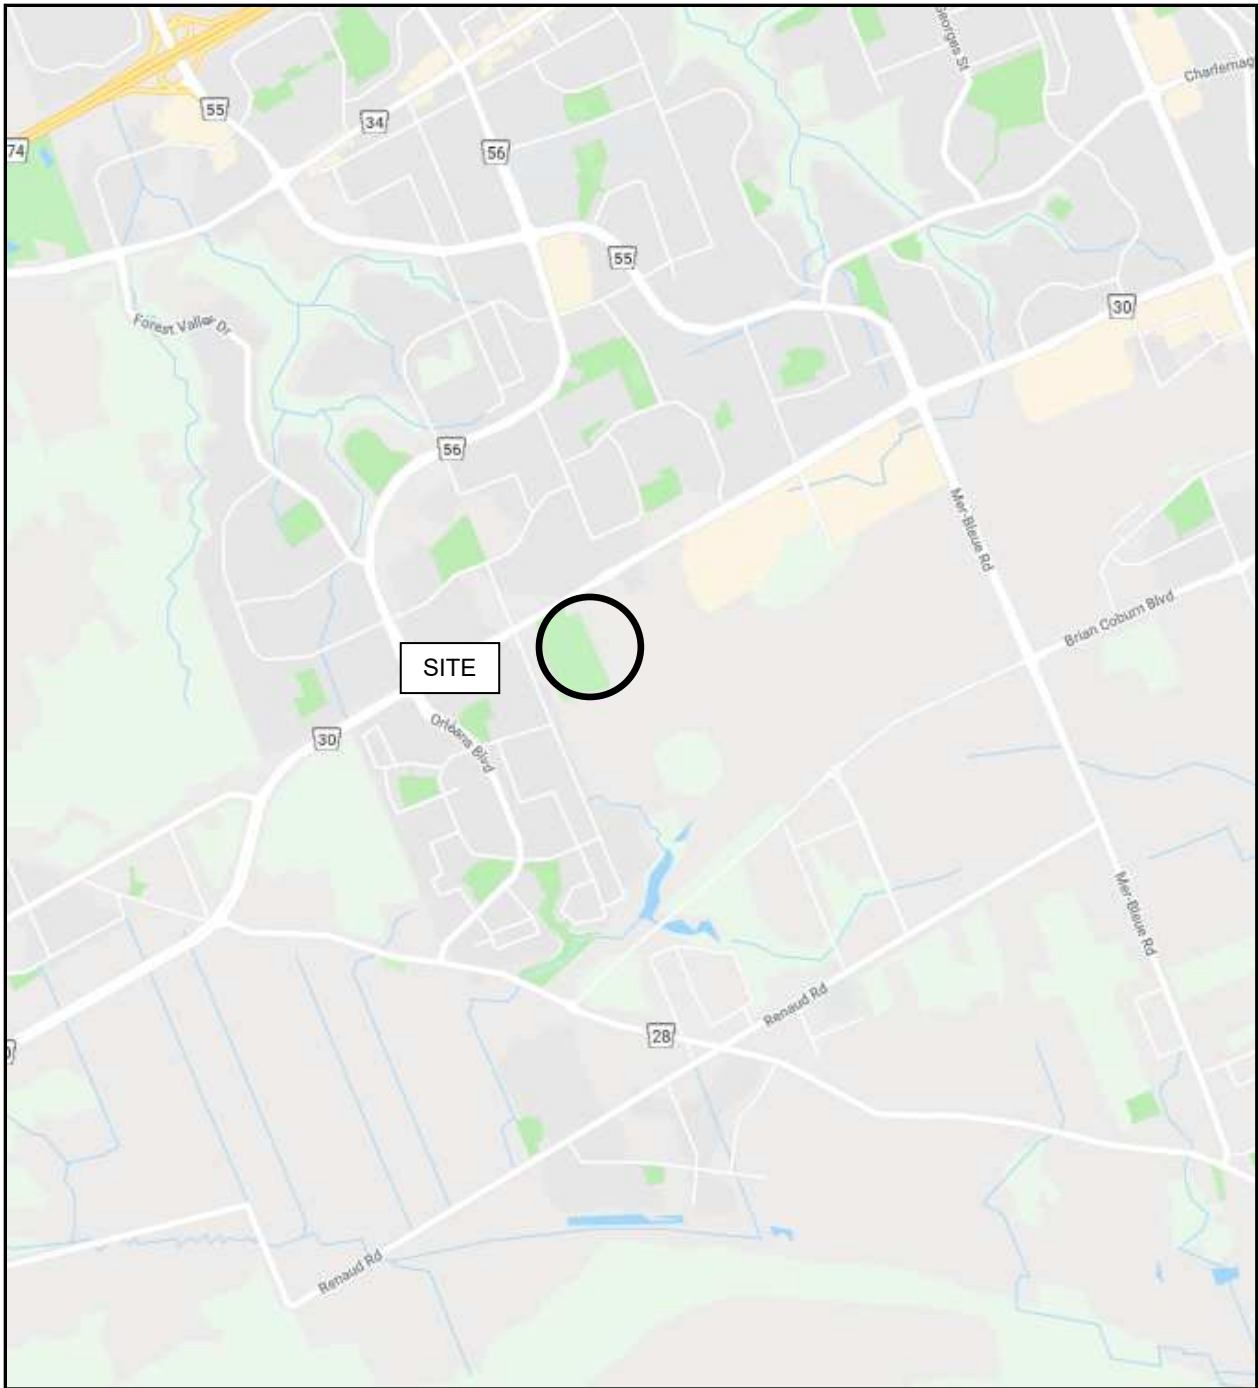 Georges St
Charlemag
55
34
74
56
55
30
Forest Valley Dr
56
Mer-Bleue Rd
Brian Coburn Blvd
SITE
Orléans Blvd
30
Mer-Bleue Rd
Renaud Rd
28
Renaud Rd